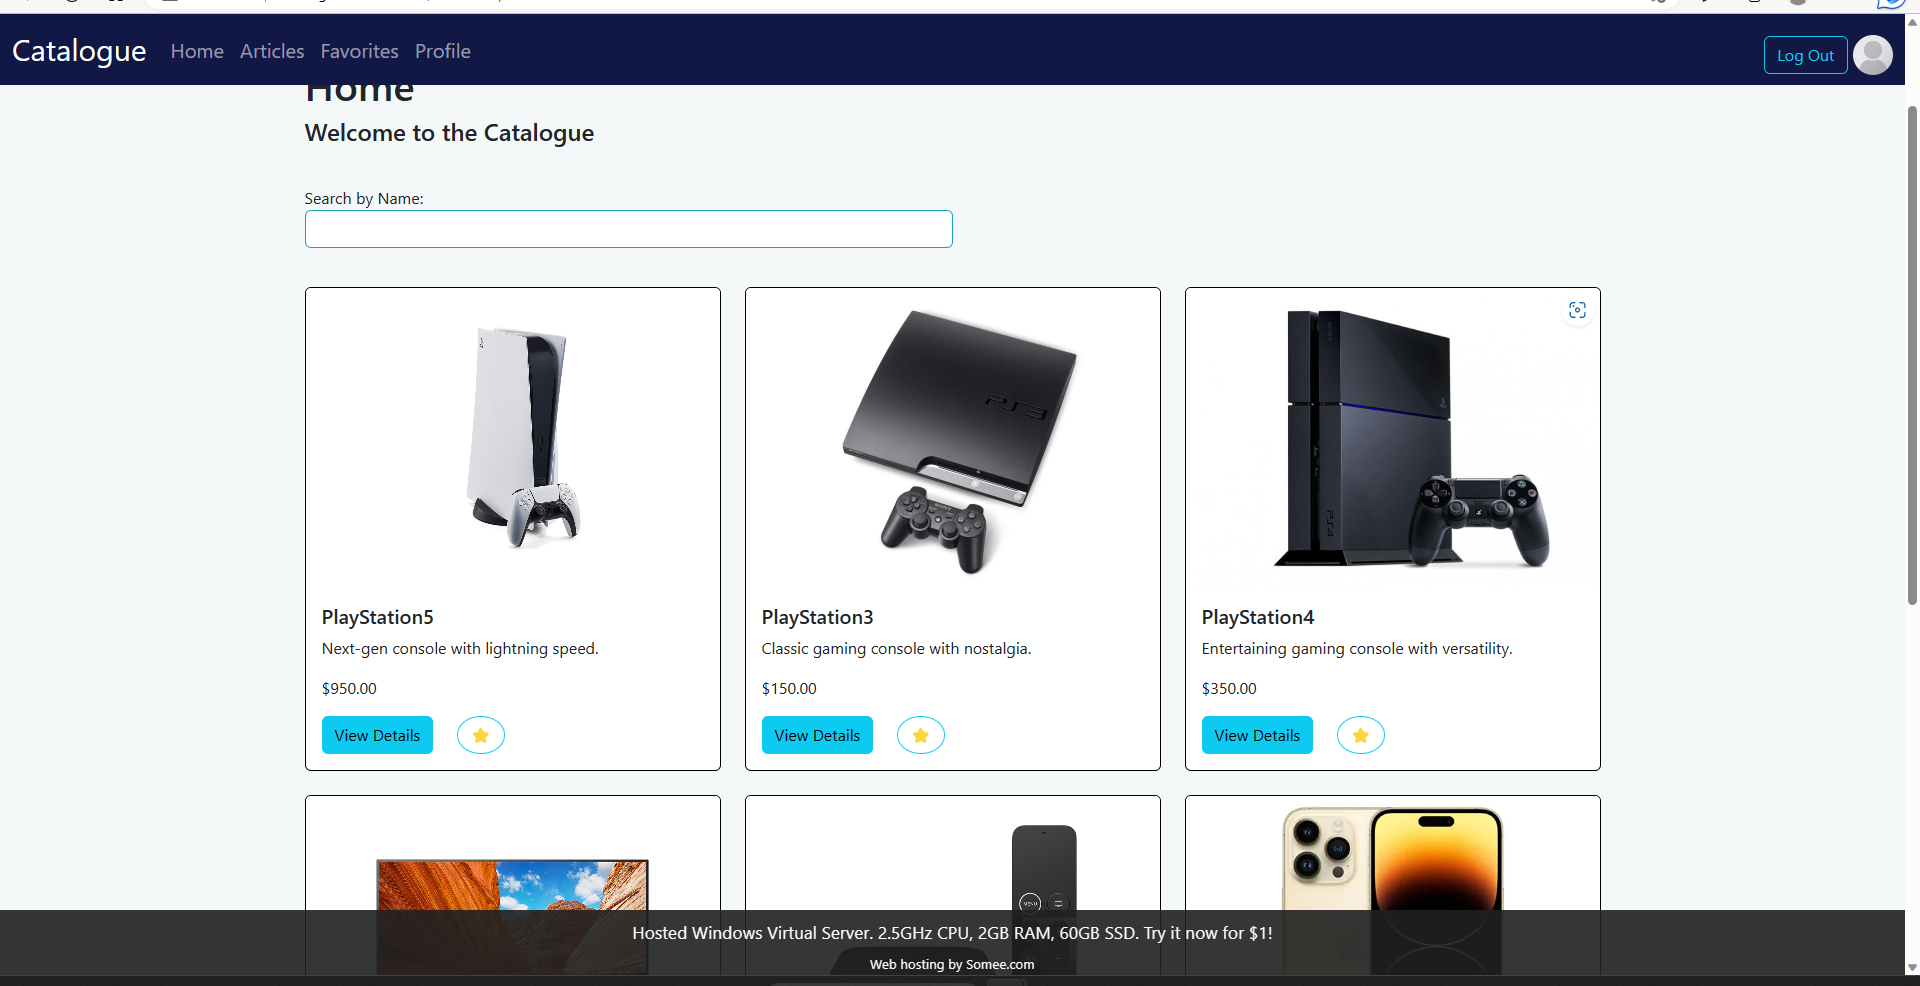 Catalogue Home Articles Favorites Profile Log Out
Home
Welcome to the Catalogue
Search by Name:
PS3
PS4
PlayStation5
Next-gen console with lightning speed.
$950.00
View Details
PlayStation3
Classic gaming console with nostalgia.
$150.00
View Details
PlayStation4
Entertaining gaming console with versatility.
$350.00
View Details
MENU
Hosted Windows Virtual Server. 2.5GHz CPU, 2GB RAM, 60GB SSD. Try it now for $1!
Web hosting by Somee.com